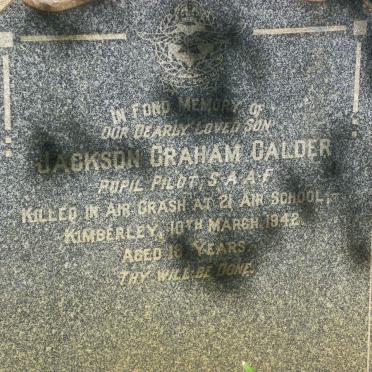 IN FOND MEMORY OF
OUR DEARLY LOVED SON
JACKSON GRAHAM CALDER
PUPIL PILOT, S.A.A.F.
KILLED IN AIR CRASH AT 21 AIR SCHOOL,
KIMBERLEY, 10TH MARCH 1942
AGED YEARS
THY WILL BE DONE.